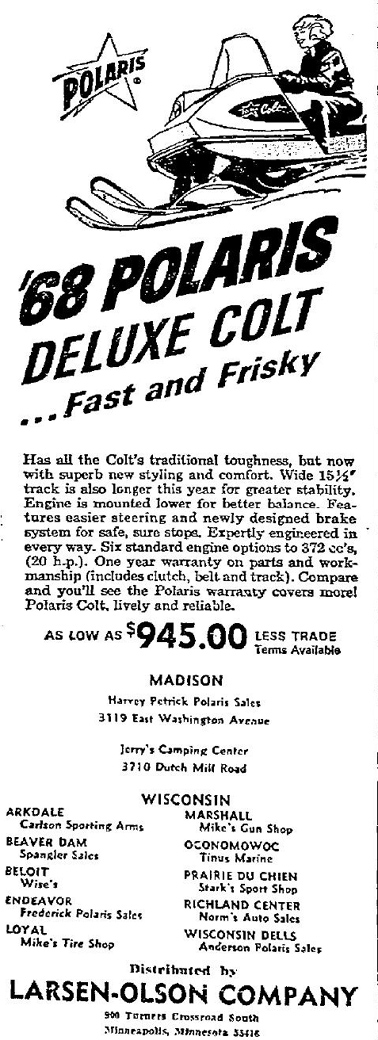 POLARIS
®
Colt
'68 POLARIS
DELUXE COLT
...Fast and Frisky
Has all the Colt's traditional toughness, but now
with superb new styling and comfort. Wide 15½"
track is also longer this year for greater stability.
Engine is mounted lower for better balance. Fea-
tures easier steering and newly designed brake
system for safe, sure stops. Expertly engineered in
every way. Six standard engine options to 372 cc's,
(20 h.p.). One year warranty on parts and work-
manship (includes clutch, belt and track). Compare
and you'll see the Polaris warranty covers more!
Polaris Colt, lively and reliable.
AS LOW AS $945.00 LESS TRADE
Terms Available
MADISON
Harvey Petrick Polaris Sales
3119 East Washington Avenue
Jerry's Camping Center
3710 Dutch Mill Road
WISCONSIN
ARKDALE
Carlson Sporting Arms
BEAVER DAM
Spangler Sales
BELOIT
Wise's
ENDEAVOR
Frederick Polaris Sales
LOYAL
Mike's Tire Shop
MARSHALL
Mike's Gun Shop
OCONOMOWOC
Tinus Marine
PRAIRIE DU CHIEN
Stark's Sport Shop
RICHLAND CENTER
Norm's Auto Sales
WISCONSIN DELLS
Anderson Polaris Sales
Distributed by
LARSEN-OLSON COMPANY
900 Turners Crossroad South
Minneapolis, Minnesota 55416